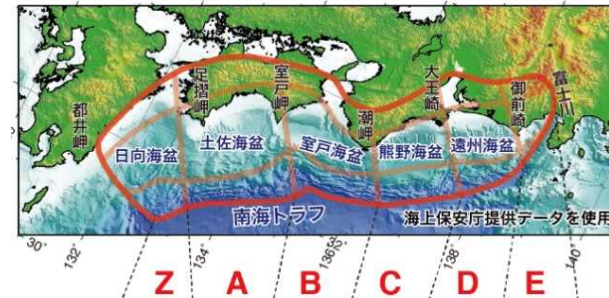 都井岬
足摺岬
室戸岬
潮岬
大王崎
御前崎
富士川
日向海盆
土佐海盆
室戸海盆
熊野海盆
遠州海盆
南海トラフ
海上保安庁提供データを使用
30°
132°
134°
136°
138°
140°
Z
A
B
C
D
E